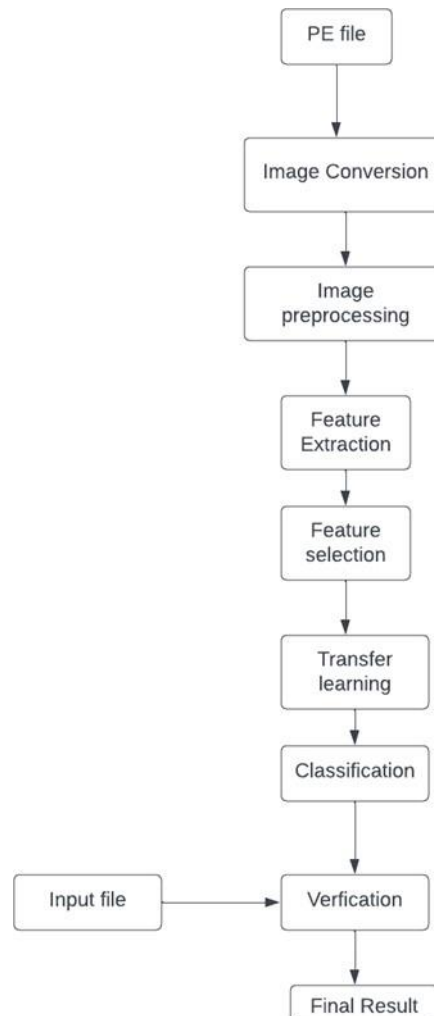 PE file
Image Conversion
Image
preprocessing
Feature
Extraction
Feature
selection
Transfer
learning
Classification
Input file
Verfication
Final Result